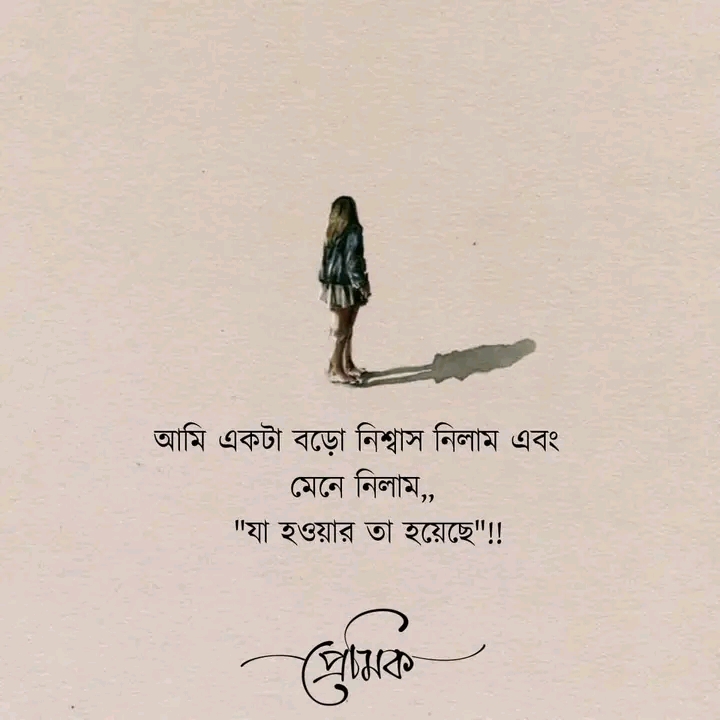 আমি একটা বড়ো নিশ্বাস নিলাম এবং
মেনে নিলাম,,
"যা হওয়ার তা হয়েছে"!!
প্রেমিক